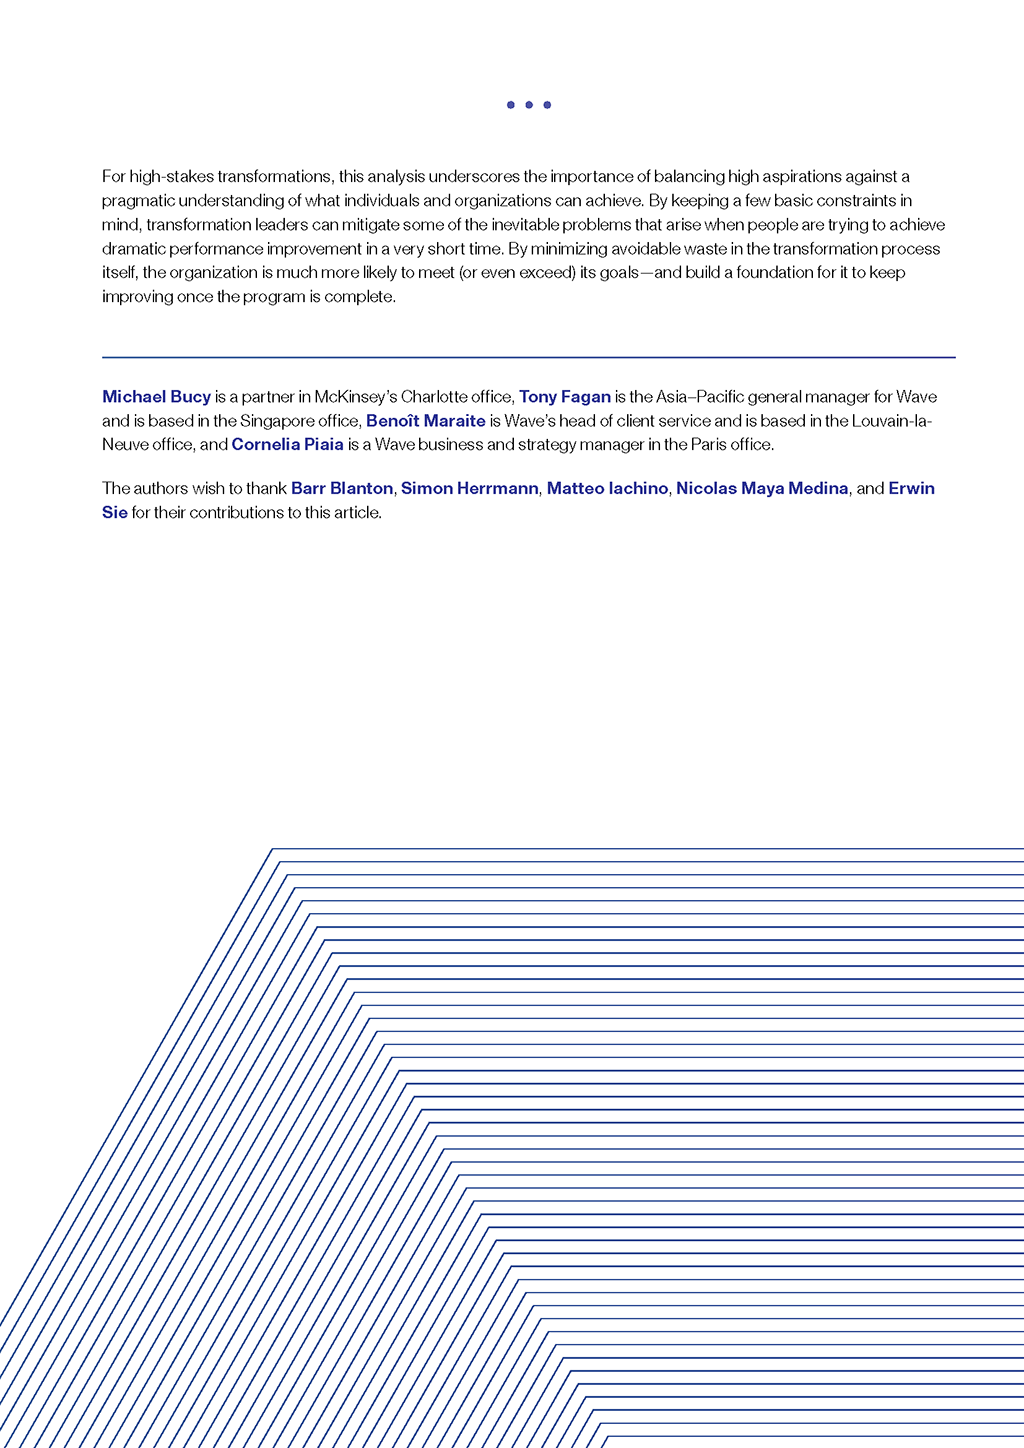 For high-stakes transformations, this analysis underscores the importance of balancing high aspirations against a
pragmatic understanding of what individuals and organizations can achieve. By keeping a few basic constraints in
mind, transformation leaders can mitigate some of the inevitable problems that arise when people are trying to achieve
dramatic performance improvement in a very short time. By minimizing avoidable waste in the transformation process
itself, the organization is much more likely to meet (or even exceed) its goals—and build a foundation for it to keep
improving once the program is complete.
Michael Bucy is a partner in McKinsey’s Charlotte office, Tony Fagan is the Asia–Pacific general manager for Wave
and is based in the Singapore office, Benoît Maraite is Wave’s head of client service and is based in the Louvain-la-
Neuve office, and Cornelia Piaia is a Wave business and strategy manager in the Paris office.
The authors wish to thank Barr Blanton, Simon Herrmann, Matteo Iachino, Nicolas Maya Medina, and Erwin
Sie for their contributions to this article.